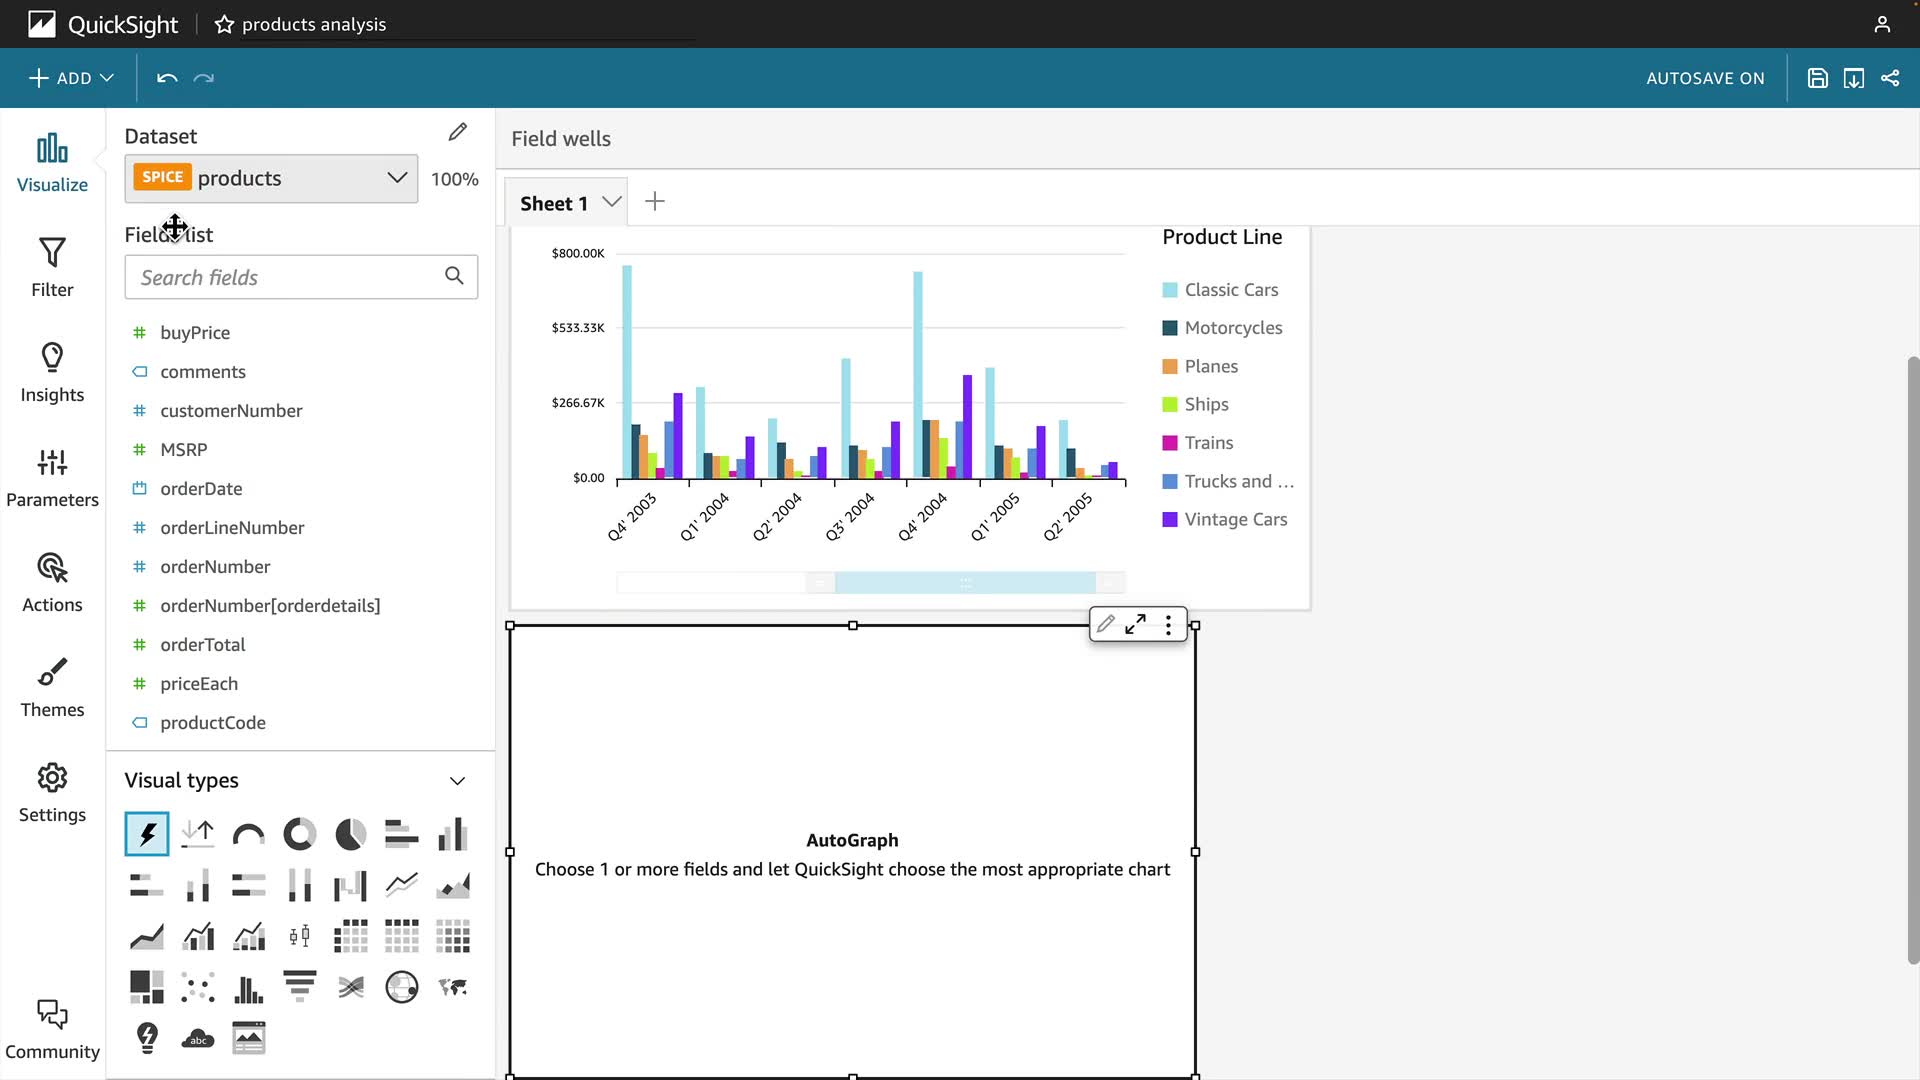 QuickSight
products analysis
ADD
AUTOSAVE ON
Visualize
Filter
Insights
Parameters
Actions
Themes
Settings
Community
Dataset
SPICE products
100%
Fields list
Search fields
buyPrice
comments
customerNumber
MSRP
orderDate
orderLineNumber
orderNumber
orderNumber[orderdetails]
orderTotal
priceEach
productCode
Visual types
abc
Field wells
Sheet 1
$800.00K
$533.33K
$266.67K
$0.00
Q4' 2003
Q1' 2004
Q2' 2004
Q3' 2004
Q4' 2004
Q1' 2005
Q2' 2005
Product Line
Classic Cars
Motorcycles
Planes
Ships
Trains
Trucks and ...
Vintage Cars
AutoGraph
Choose 1 or more fields and let QuickSight choose the most appropriate chart